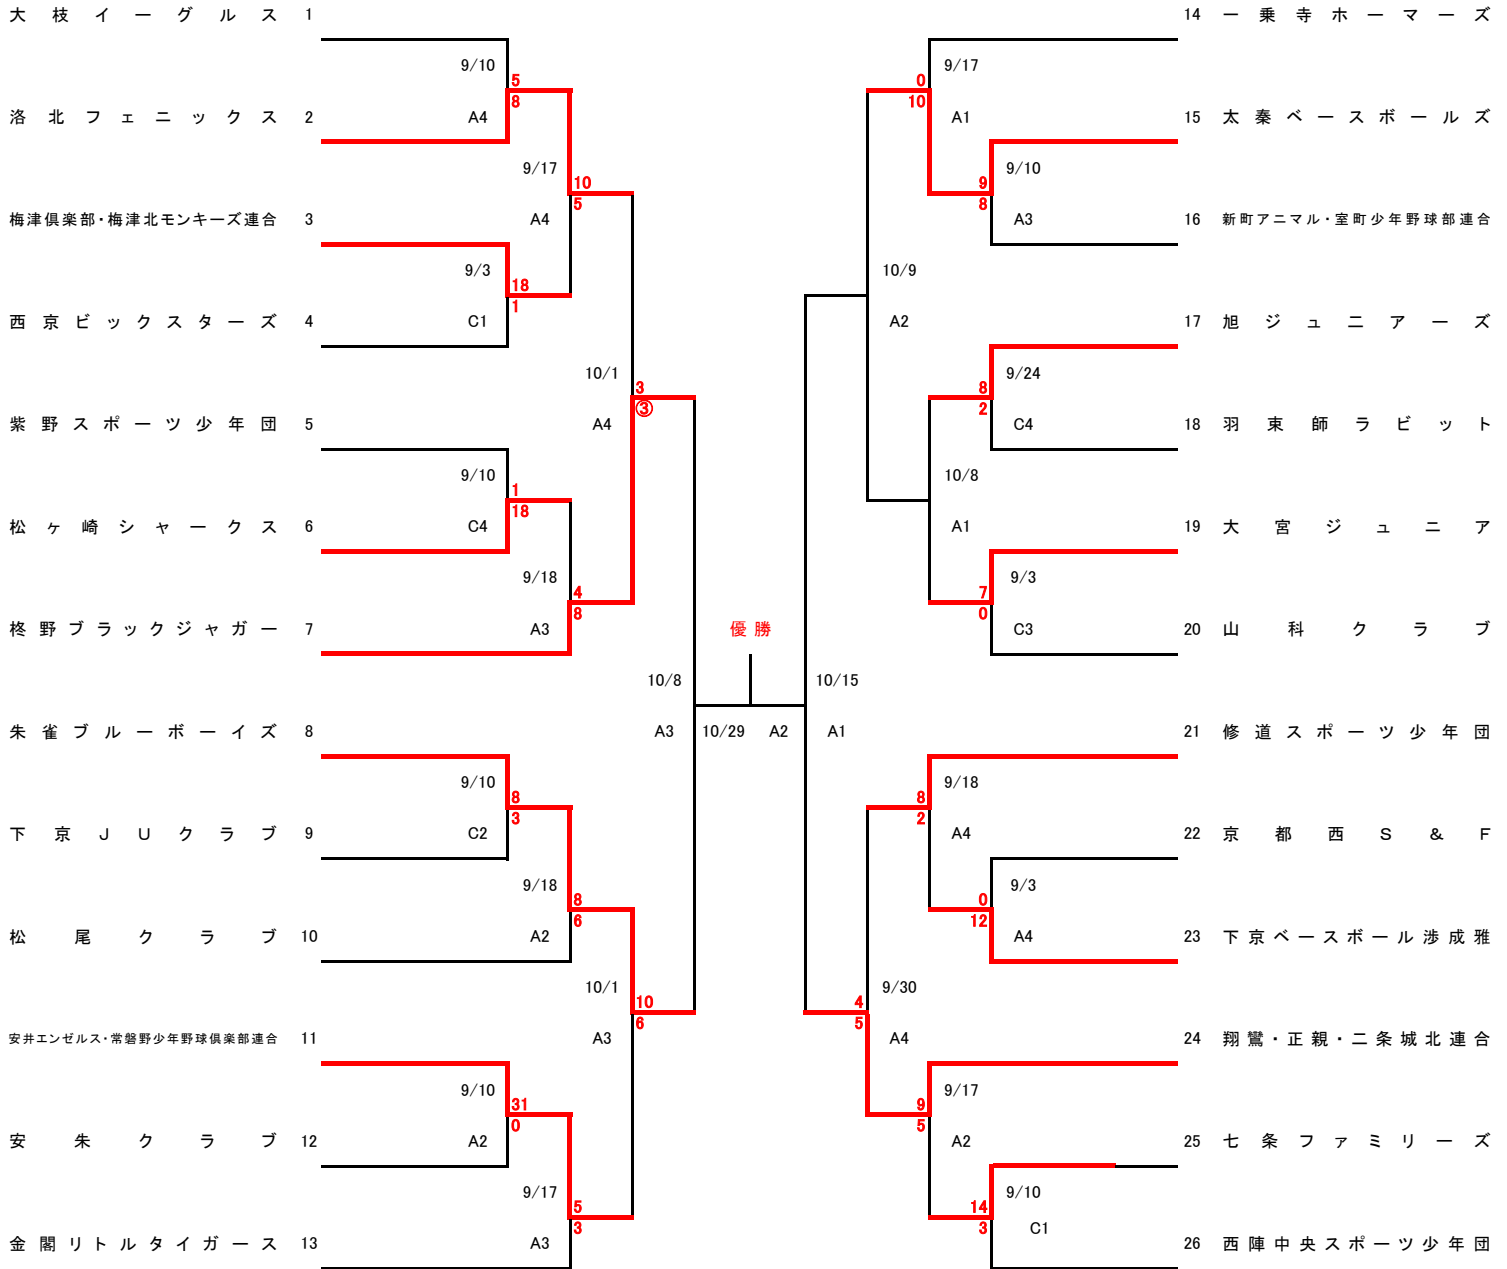 大枝イーグルス 1
9/10
5
8
洛北フェニックス 2
A4
9/17
10
5
梅津倶楽部・梅津北モンキーズ連合 3
A4
9/3
18
1
西京ビックスターズ 4
C1
10/1
3
③
紫野スポーツ少年団 5
A4
9/10
1
18
松ヶ崎シャークス 6
C4
9/18
4
8
柊野ブラックジャガー 7
A3
10/8
朱雀ブルーボーイズ 8
A3
9/10
8
3
下京JUクラブ 9
C2
9/18
8
6
松尾クラブ 10
A2
10/1
10
6
安井エンゼルス・常磐野少年野球倶楽部連合 11
A3
9/10
31
0
安朱クラブ 12
A2
9/17
5
3
金閣リトルタイガース 13
A3
優勝
10/29 A2
14 一乗寺ホーマーズ
9/17
0
10
15 太秦ベースボールズ
A1
9/10
9
8
16 新町アニマル・室町少年野球部連合
A3
10/9
17 旭ジュニアーズ
A2
9/24
8
2
18 羽束師ラビット
C4
10/8
19 大宮ジュニア
A1
9/3
7
0
20 山科クラブ
C3
10/15
21 修道スポーツ少年団
A1
9/18
8
2
22 京都西S&F
A4
9/3
0
12
23 下京ベースボール渉成雅
A4
9/30
4
5
24 翔鸞・正親・二条城北連合
A4
9/17
9
5
25 七条ファミリーズ
A2
9/10
14
3
C1
26 西陣中央スポーツ少年団